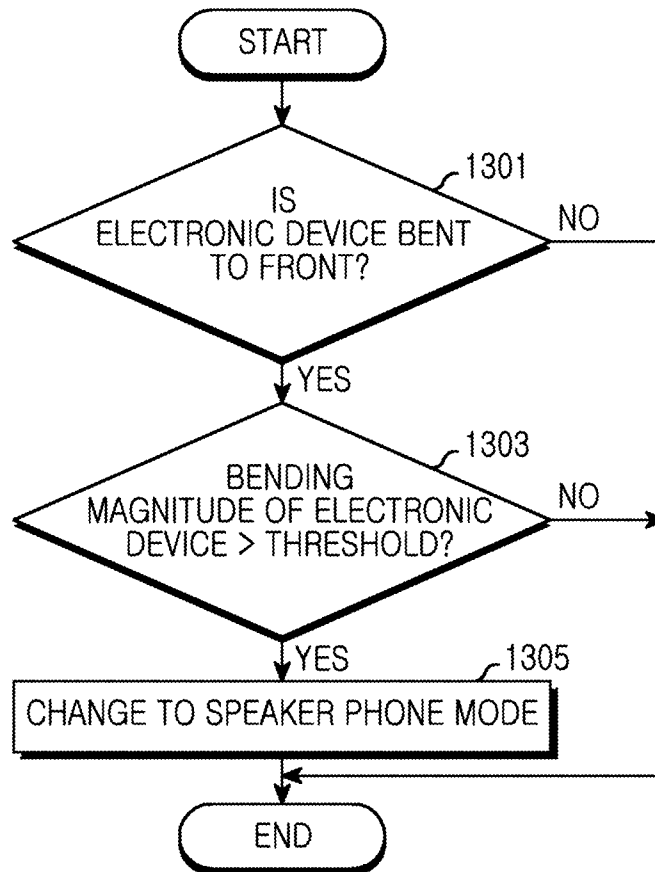 START
1301
IS
ELECTRONIC DEVICE BENT
TO FRONT?
NO
YES
1303
BENDING
MAGNITUDE OF ELECTRONIC
DEVICE > THRESHOLD?
NO
YES
1305
CHANGE TO SPEAKER PHONE MODE
END